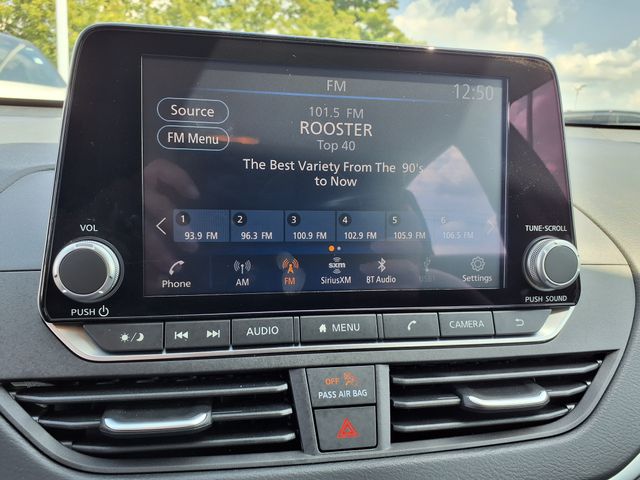 FM
12:50
Source
101.5 FM
FM Menu
ROOSTER
Top 40
The Best Variety From The 90's
to Now
1 2 3 4 5 6
93.9 FM 96.3 FM 100.9 FM 102.9 FM 105.9 FM 106.5 FM
VOL
TUNE·SCROLL
Phone AM FM SiriusXM BT Audio USB1 Settings
sxm
PUSH
PUSH SOUND
AUDIO MENU CAMERA
OFF
PASS AIR BAG